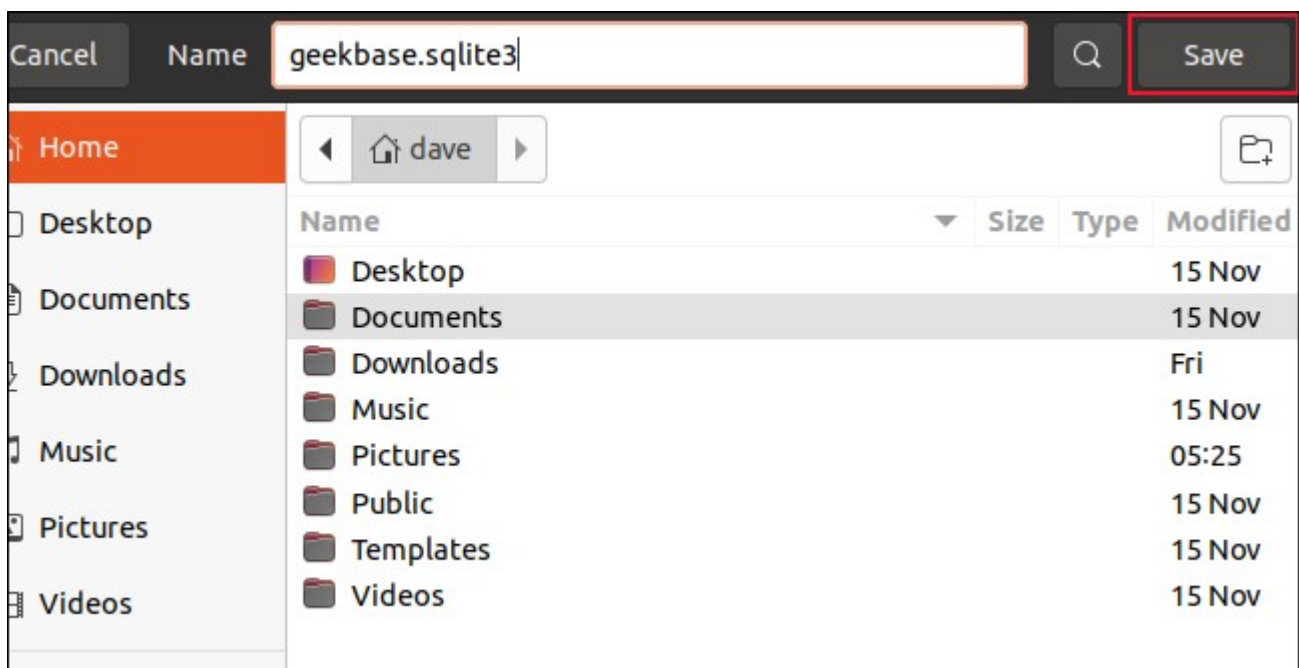 Cancel Name geekbase.sqlite3 Save
Home
Desktop
Documents
Downloads
Music
Pictures
Videos
dave
Name Size Type Modified
Desktop 15 Nov
Documents 15 Nov
Downloads Fri
Music 15 Nov
Pictures 05:25
Public 15 Nov
Templates 15 Nov
Videos 15 Nov